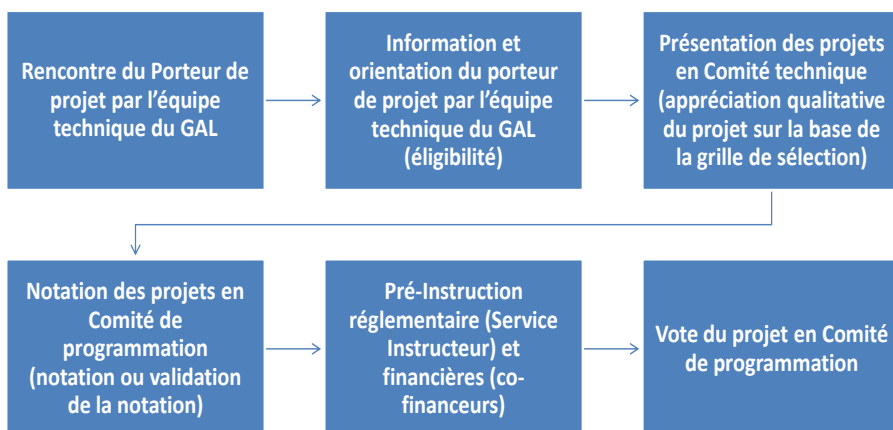 Rencontre du Porteur de
projet par l’équipe
technique du GAL
Information et
orientation du porteur
de projet par l’équipe
technique du GAL
(éligibilité)
Présentation des projets
en Comité technique
(appréciation qualitative
du projet sur la base de
la grille de sélection)
Notation des projets en
Comité de
programmation
(notation ou validation
de la notation)
Pré-Instruction
réglementaire (Service
Instructeur) et
financières (co-
financeurs)
Vote du projet en Comité
de programmation